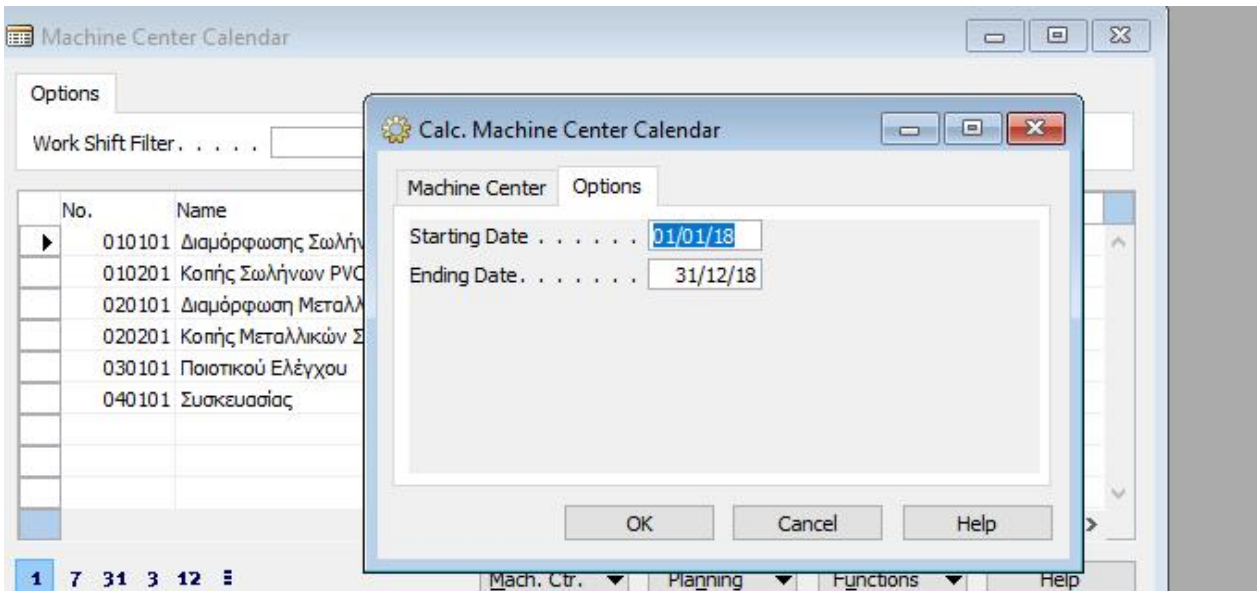 Machine Center Calendar
Options
Work Shift Filter. . . . .
Calc. Machine Center Calendar
Machine Center Options
Starting Date . . . . . . 01/01/18
Ending Date. . . . . . . 31/12/18
No. Name
010101 Διαμόρφωσης
010201 Κοπής Σωλήνων PVC
020101 Διαμόρφωση
020201 Κοπής Μεταλλικών
030101 Ποιοτικού Ελέγχου
040101 Συσκευασίας
OK Cancel Help
1 7 31 3 12
Mach. Ctr. Planning Functions Help